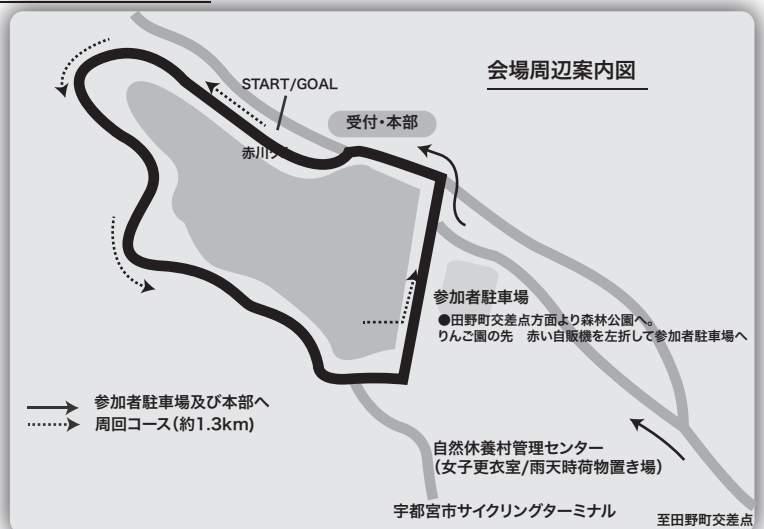 会場周辺案内図
START/GOAL
受付・本部
赤川
参加者駐車場
●田野町交差点方面より森林公園へ。
りんご園の先　赤い自販機を左折して参加者駐車場へ
参加者駐車場及び本部へ
周回コース(約1.3km)
自然休養村管理センター
(女子更衣室/雨天時荷物置き場)
宇都宮市サイクリングターミナル
至田野町交差点